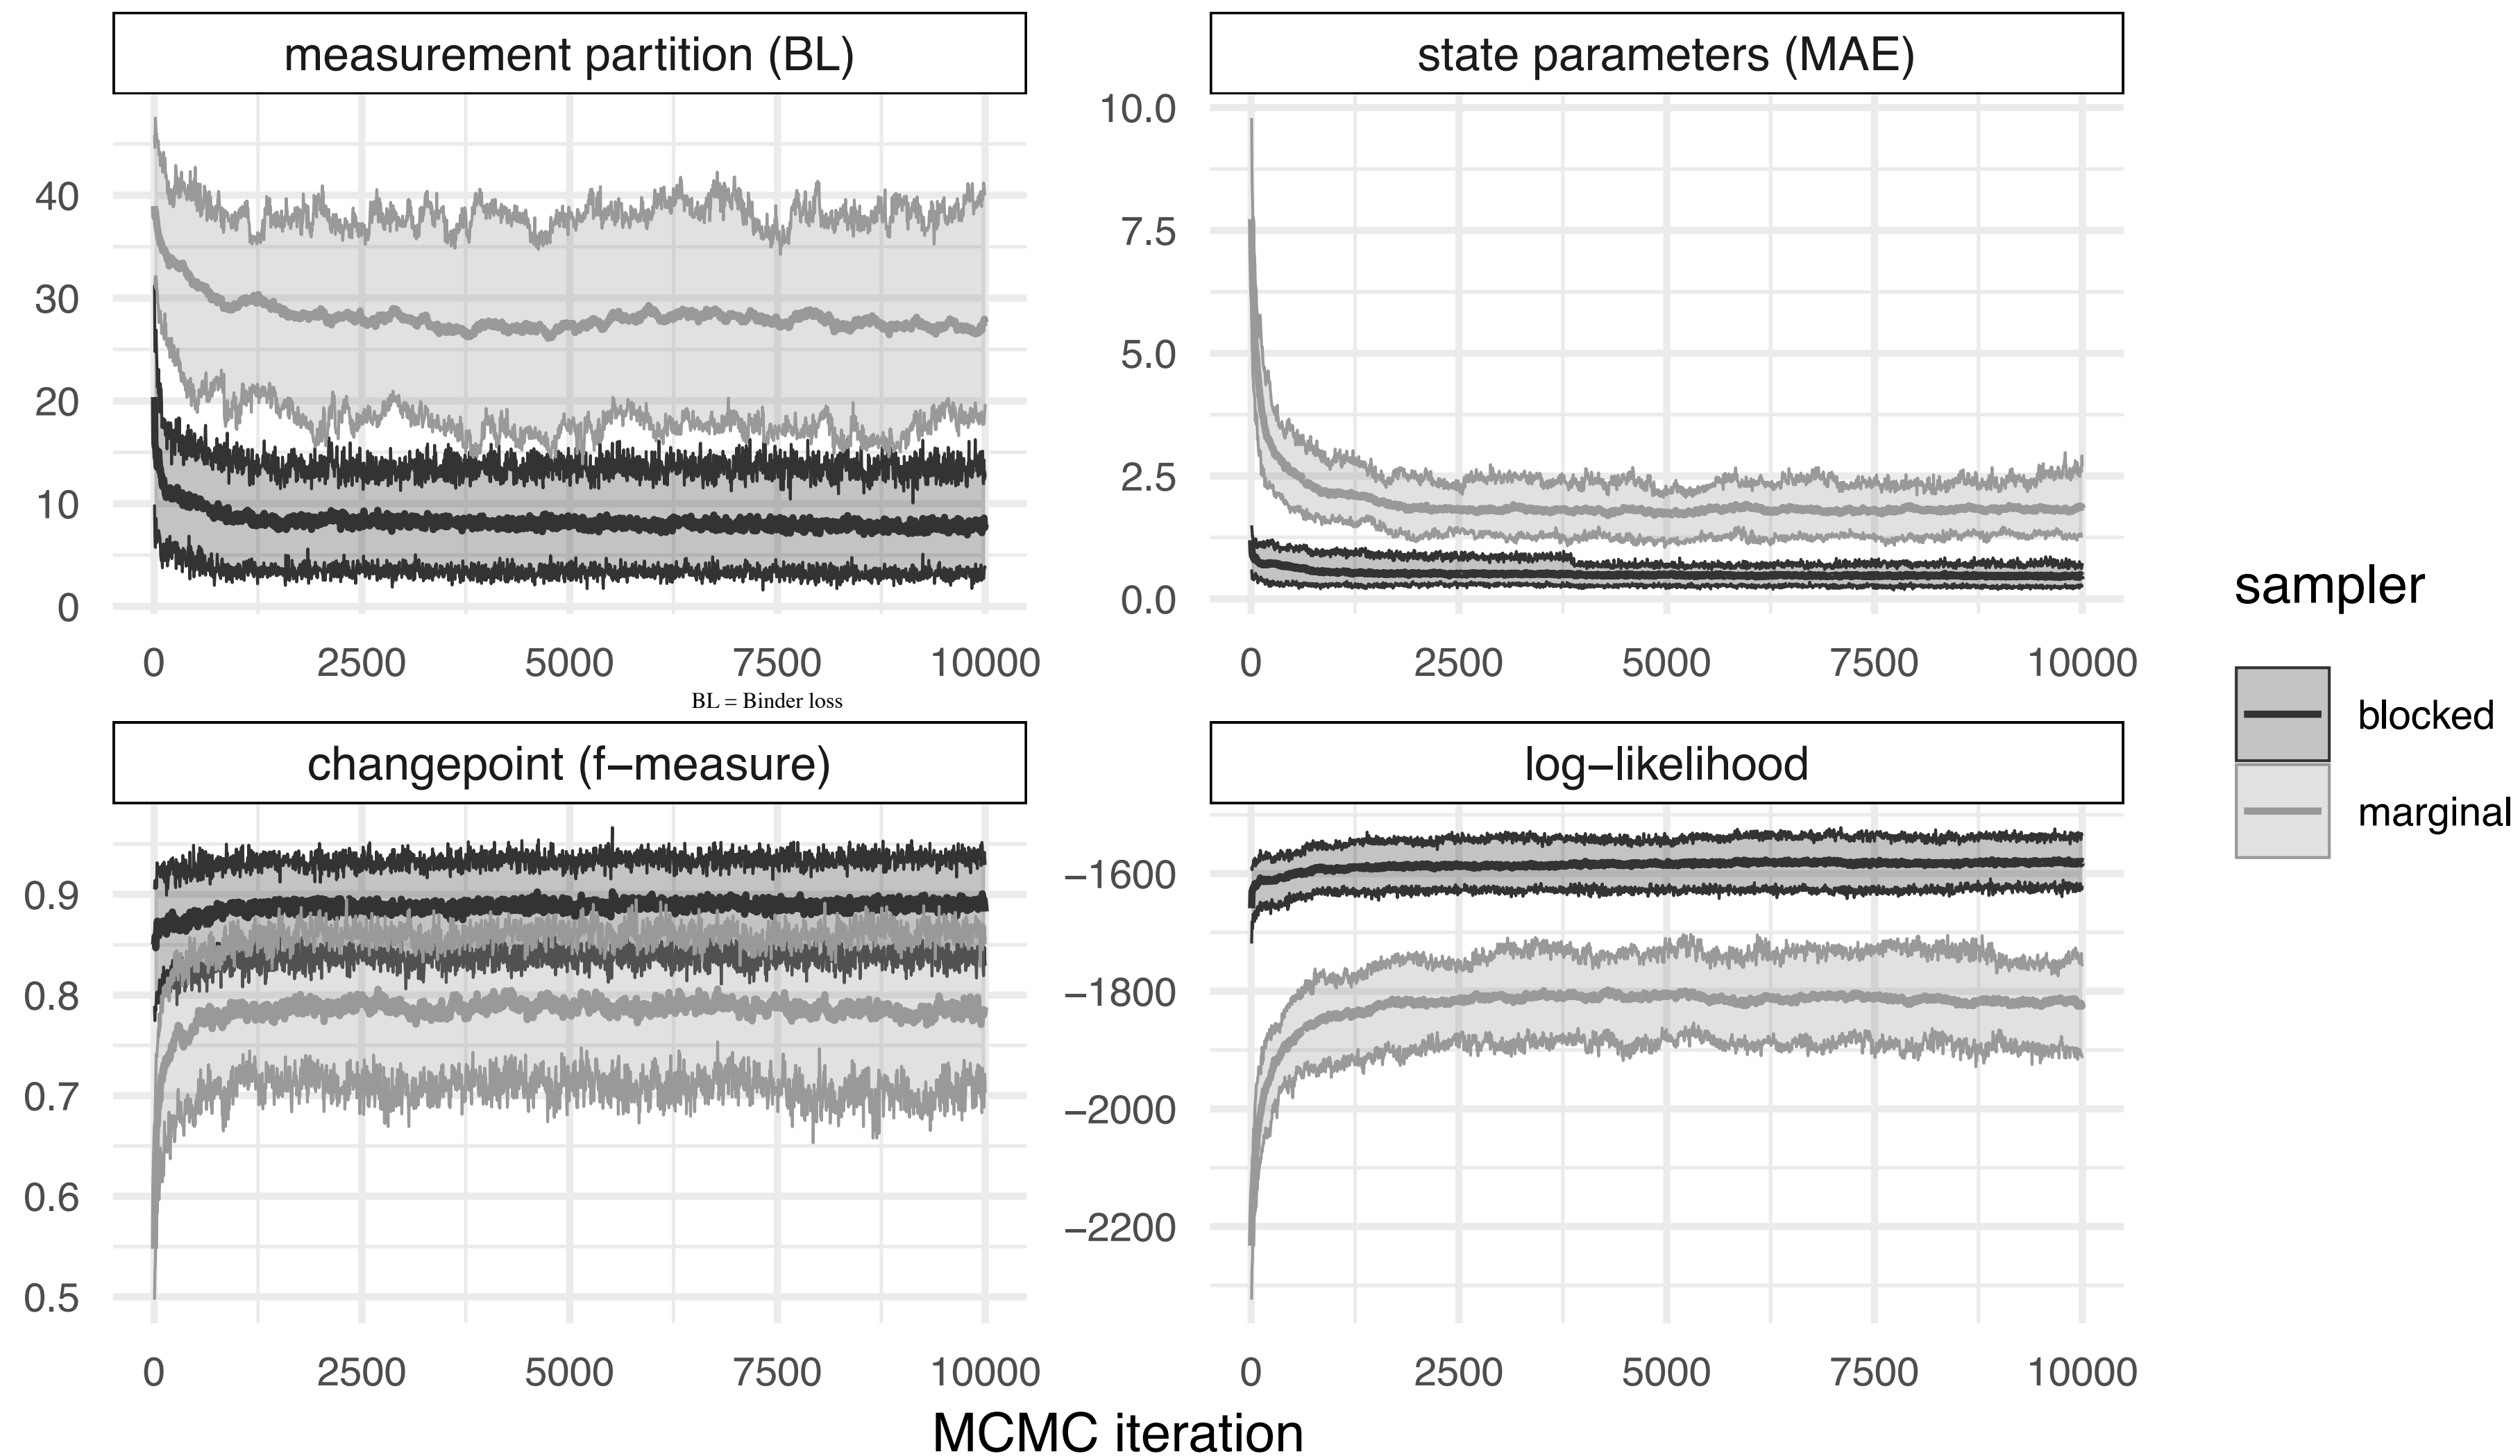 measurement partition (BL)
state parameters (MAE)
40
30
20
10
0
10.0
7.5
5.0
2.5
0.0
0 2500 5000 7500 10000
0 2500 5000 7500 10000
BL = Binder loss
changepoint (f−measure)
log−likelihood
0.9
0.8
0.7
0.6
0.5
−1600
−1800
−2000
−2200
0 2500 5000 7500 10000
0 2500 5000 7500 10000
MCMC iteration
sampler
blocked
marginal